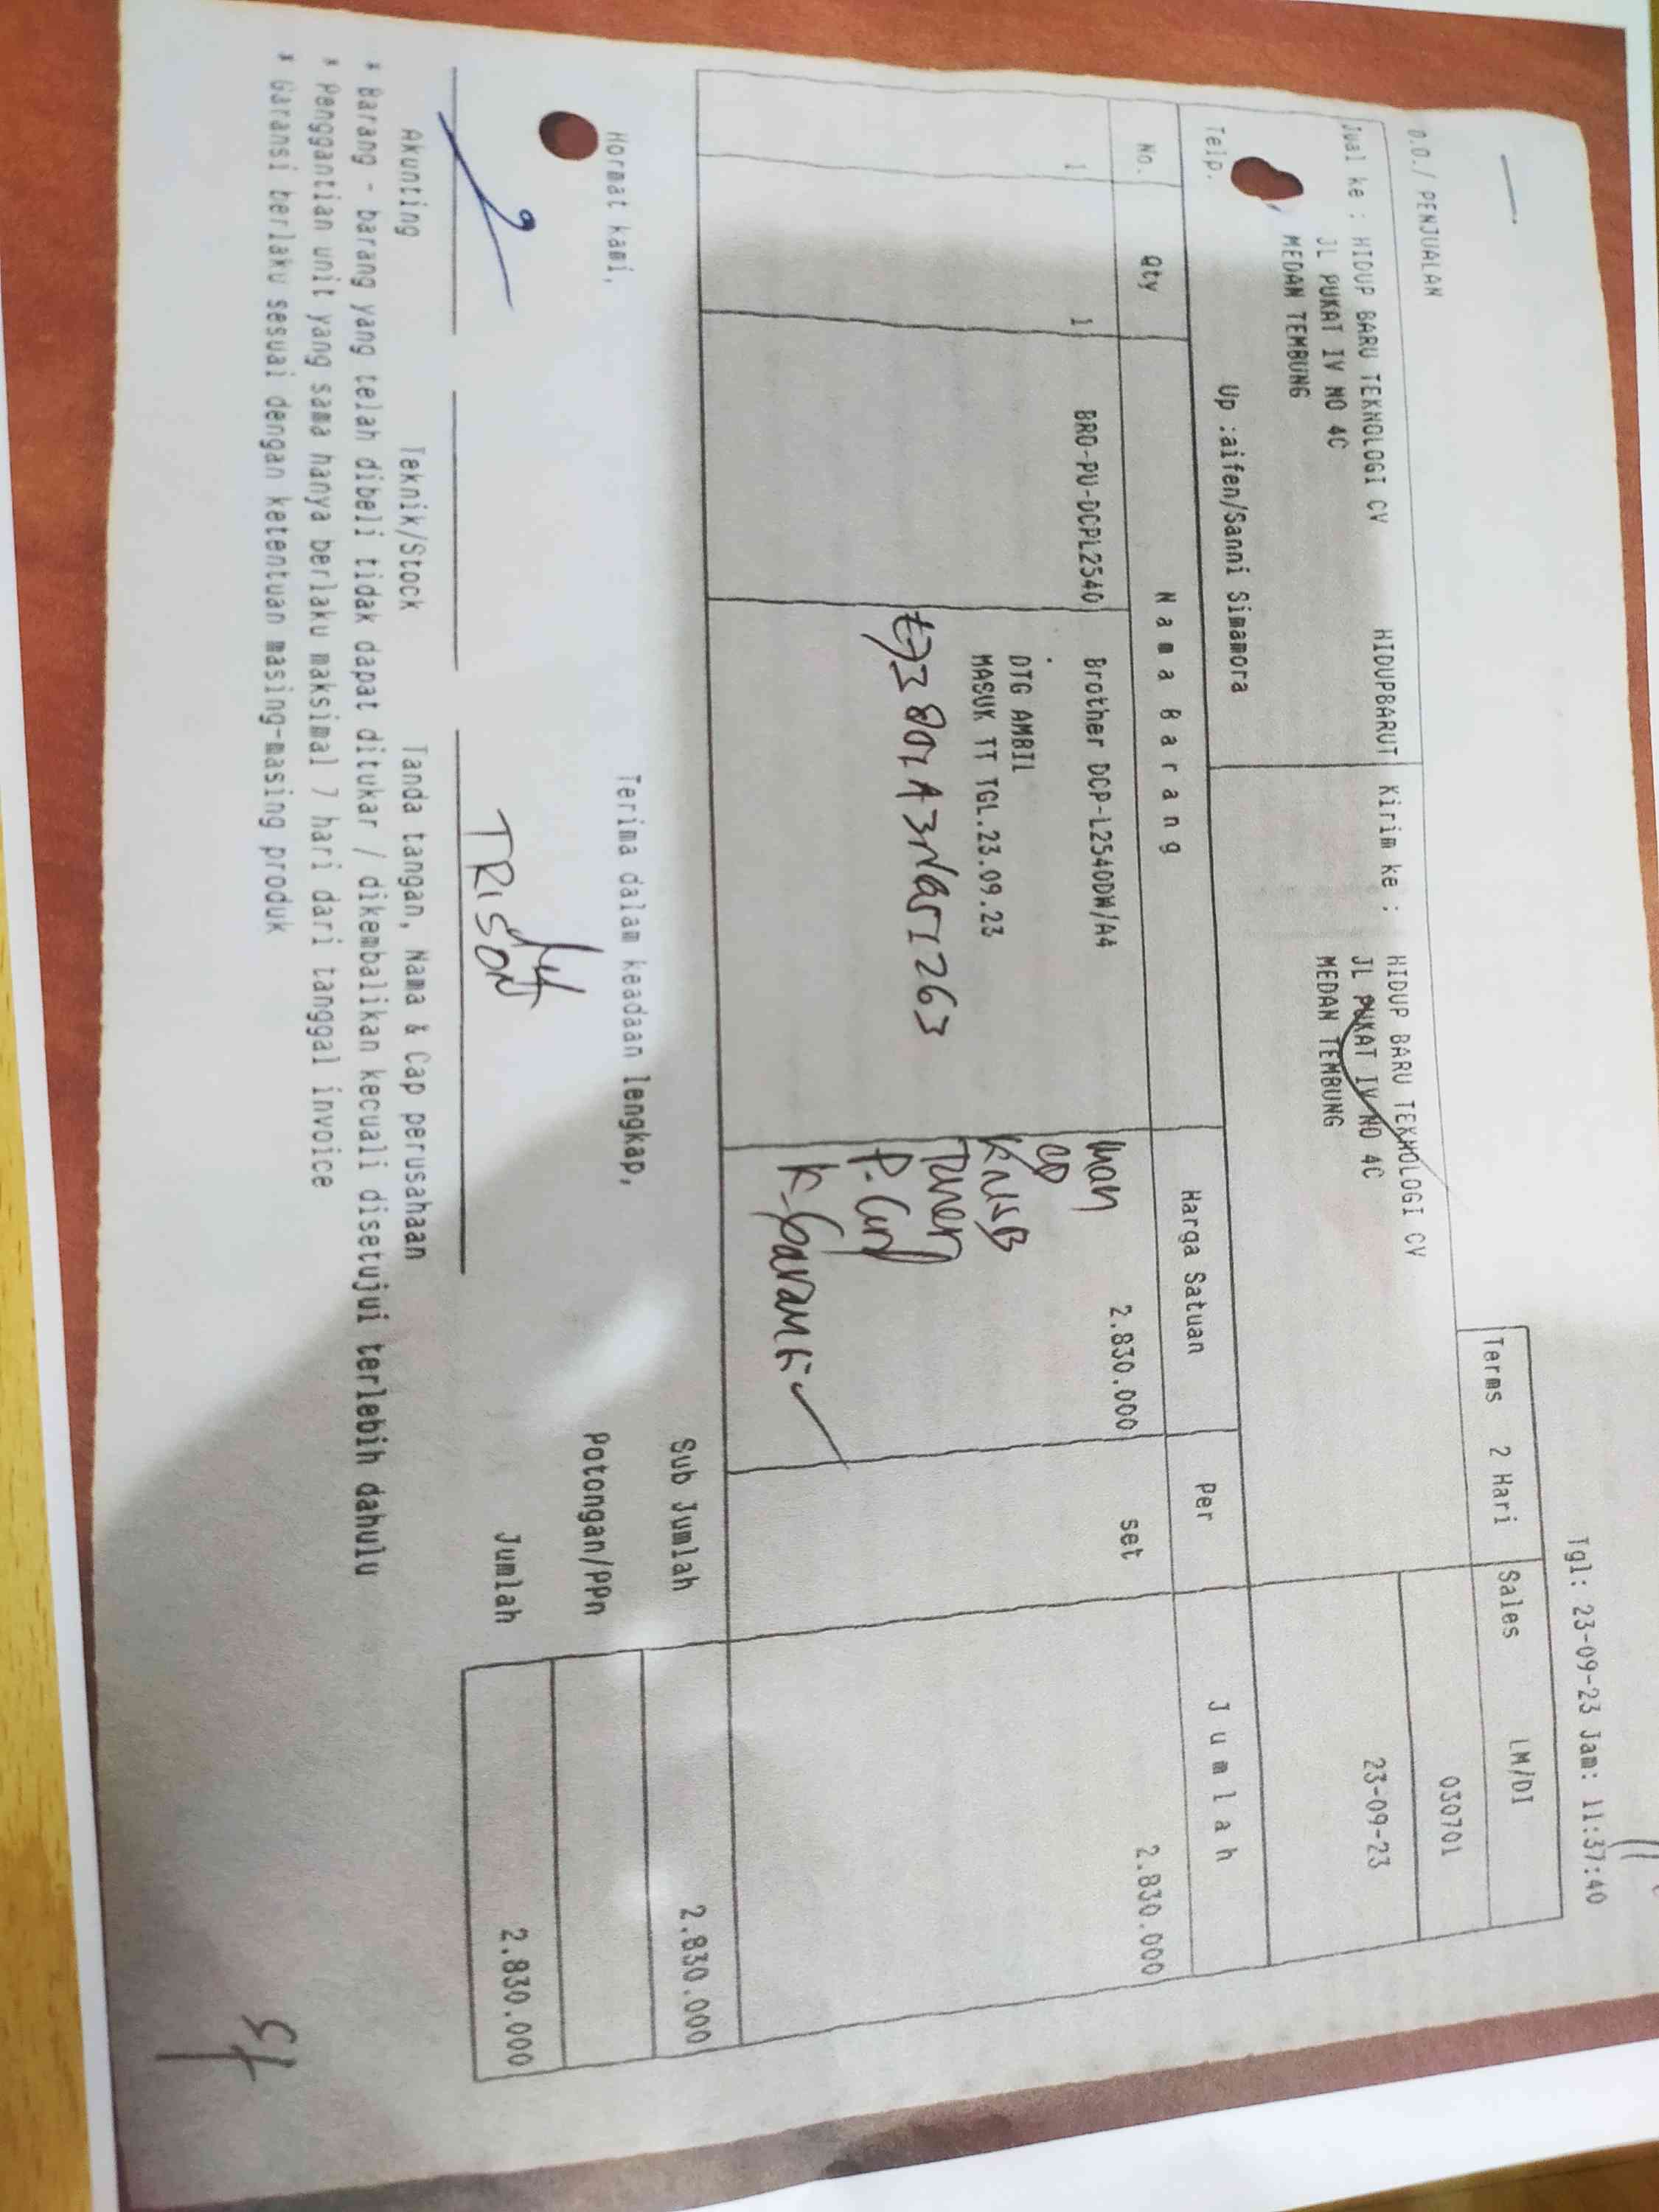 Tgl: 23-09-23 Jam: 11:37:40
Terms 2 Hari Sales LM/DI
D.O./ PENJUALAN
030701
Jual ke : HIDUP BARU TEKNOLOGI CV HIDUPBARUT
JL PUKAT IV NO 4C
MEDAN TEMBUNG
Kirim ke : HIDUP BARU TEKNOLOGI CV
JL PUKAT IV NO 4C
MEDAN TEMBUNG
23-09-23
Telp. Up :aifen/Sanni Simamora
No. Qty N a m a B a r a n g Harga Satuan Per J u m l a h
1 1 BRO-PU-DCPL2540 Brother DCP-L2540DW/A4 2.830.000 set 2.830.000
.
DTG AMBIL
MASUK TT TGL.23.09.23
Man
CD
K.USB
Toner
K. Garansi
Hormat kami, Terima dalam keadaan lengkap,
Sub Jumlah 2.830.000
Potongan/PPn
Jumlah 2.830.000
TRISON
Akunting Teknik/Stock Tanda tangan, Nama & Cap perusahaan
* Barang - barang yang telah dibeli tidak dapat ditukar / dikembalikan kecuali disetujui terlebih dahulu
* Penggantian unit yang sama hanya berlaku maksimal 7 hari dari tanggal invoice
* Garansi berlaku sesuai dengan ketentuan masing-masing produk